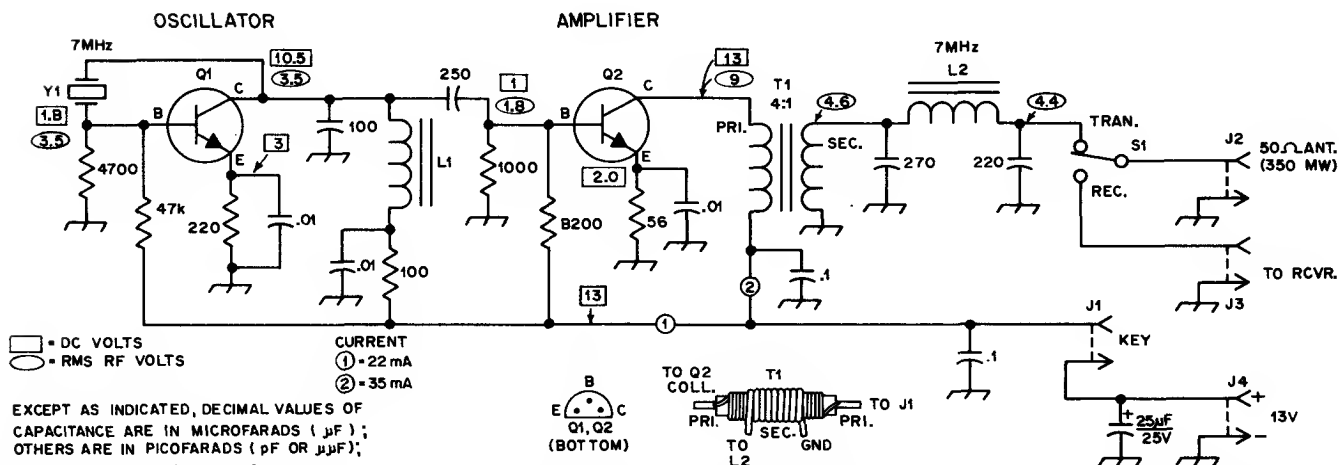 OSCILLATOR
AMPLIFIER
7MHz
Y1
1.8
3.5
4700
47k
B
Q1
C
E
10.5
3.5
3
220
.01
100
L1
.01
100
250
1
1.8
1000
B
Q2
C
E
2.0
B200
56
.01
13
9
T1
4:1
PRI.
SEC.
4.6
2
.1
7MHz
L2
270
220
4.4
TRAN.
S1
REC.
J2
50Ω ANT.
(350 MW)
TO RCVR.
J3
13
1
.1
J1
KEY
25µF
25V
+
J4
+
13V
-
= DC VOLTS
= RMS RF VOLTS
CURRENT
1 = 22 mA
2 = 35 mA
EXCEPT AS INDICATED, DECIMAL VALUES OF
CAPACITANCE ARE IN MICROFARADS ( µF ) ;
OTHERS ARE IN PICOFARADS ( pF OR µµF);
B
E
C
Q1, Q2
(BOTTOM)
TO Q2
COLL.
T1
TO J1
PRI.
SEC.
PRI.
TO
L2
GND